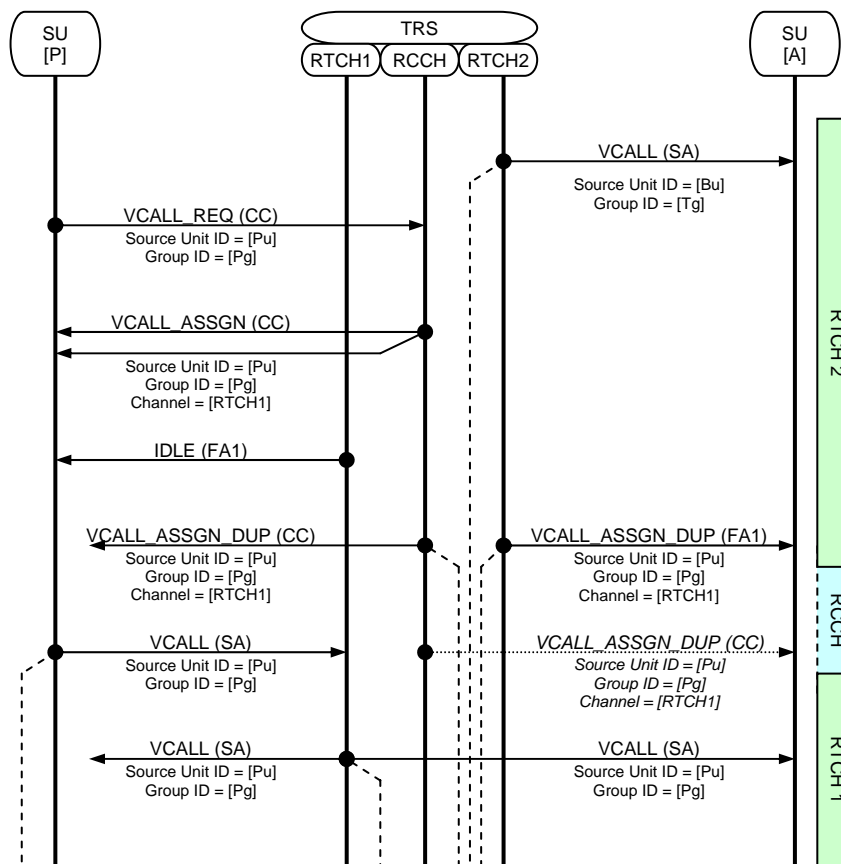 SU
[P]
TRS
RTCH1
RCCH
RTCH2
SU
[A]
VCALL (SA)
Source Unit ID = [Bu]
Group ID = [Tg]
VCALL_REQ (CC)
Source Unit ID = [Pu]
Group ID = [Pg]
VCALL_ASSGN (CC)
Source Unit ID = [Pu]
Group ID = [Pg]
Channel = [RTCH1]
IDLE (FA1)
VCALL_ASSGN_DUP (CC)
Source Unit ID = [Pu]
Group ID = [Pg]
Channel = [RTCH1]
VCALL_ASSGN_DUP (FA1)
Source Unit ID = [Pu]
Group ID = [Pg]
Channel = [RTCH1]
VCALL (SA)
Source Unit ID = [Pu]
Group ID = [Pg]
VCALL_ASSGN_DUP (CC)
Source Unit ID = [Pu]
Group ID = [Pg]
Channel = [RTCH1]
VCALL (SA)
Source Unit ID = [Pu]
Group ID = [Pg]
VCALL (SA)
Source Unit ID = [Pu]
Group ID = [Pg]
RTCH 2
RCCH
RTCH 1